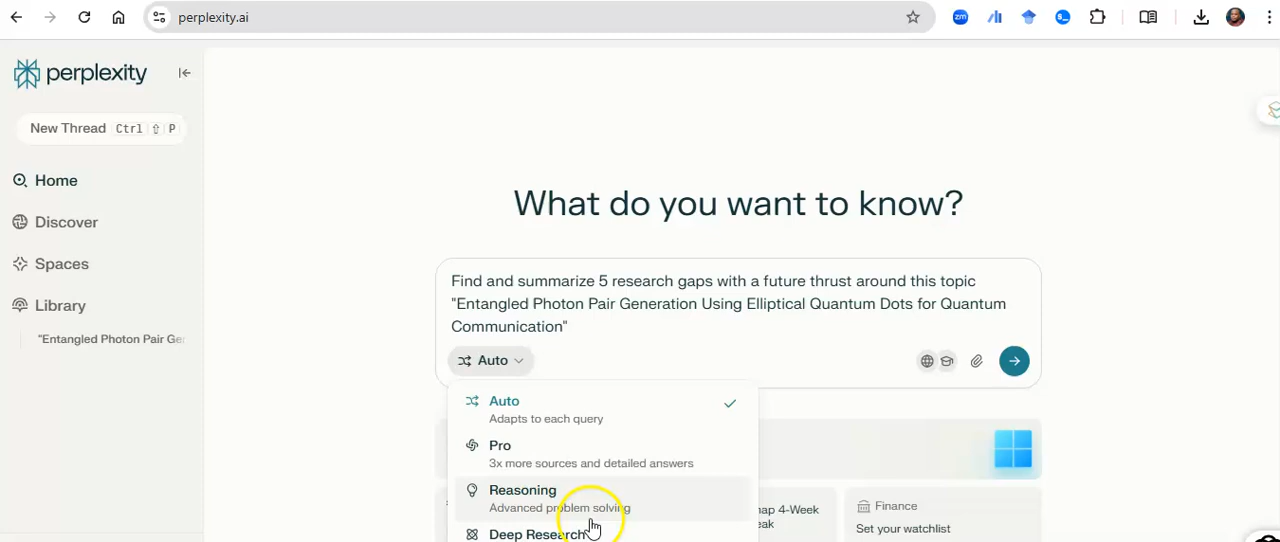 perplexity.ai
zm
perplexity
New Thread Ctrl ⇧ P
Home
Discover
Spaces
Library
"Entangled Photon Pair Ger
What do you want to know?
Find and summarize 5 research gaps with a future thrust around this topic
"Entangled Photon Pair Generation Using Elliptical Quantum Dots for Quantum
Communication"
Auto
Auto
Adapts to each query
Pro
3x more sources and detailed answers
Reasoning
Advanced problem solving
Deep Research
4-Week
Finance
Set your watchlist